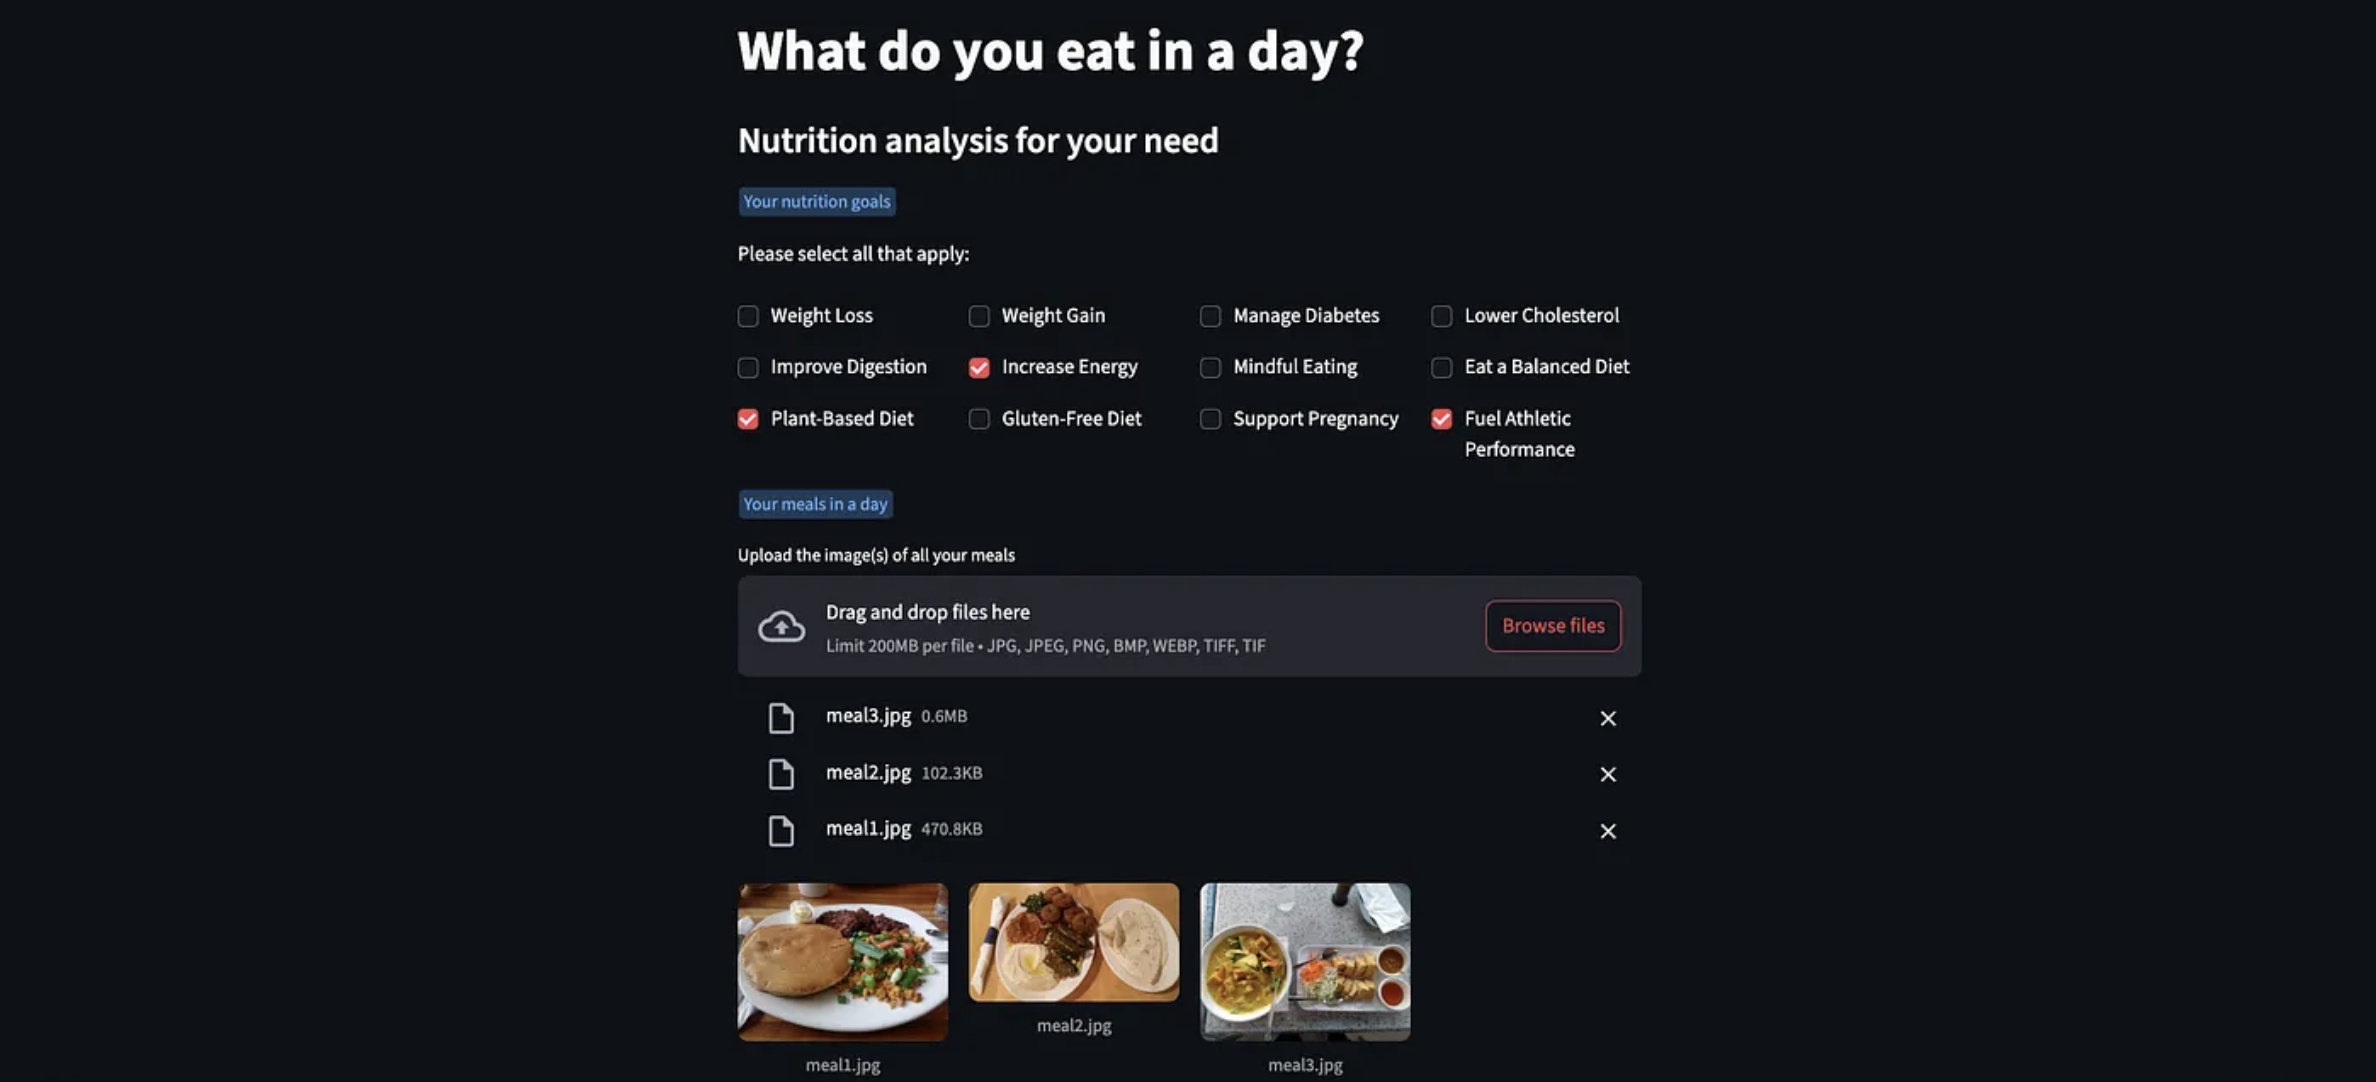 What do you eat in a day?
Nutrition analysis for your need
Your nutrition goals
Please select all that apply:
Weight Loss
Weight Gain
Manage Diabetes
Lower Cholesterol
Improve Digestion
Increase Energy
Mindful Eating
Eat a Balanced Diet
Plant-Based Diet
Gluten-Free Diet
Support Pregnancy
Fuel Athletic
Performance
Your meals in a day
Upload the image(s) of all your meals
Drag and drop files here
Limit 200MB per file • JPG, JPEG, PNG, BMP, WEBP, TIFF, TIF
Browse files
meal3.jpg 0.6MB
meal2.jpg 102.3KB
meal1.jpg 470.8KB
meal1.jpg
meal2.jpg
meal3.jpg